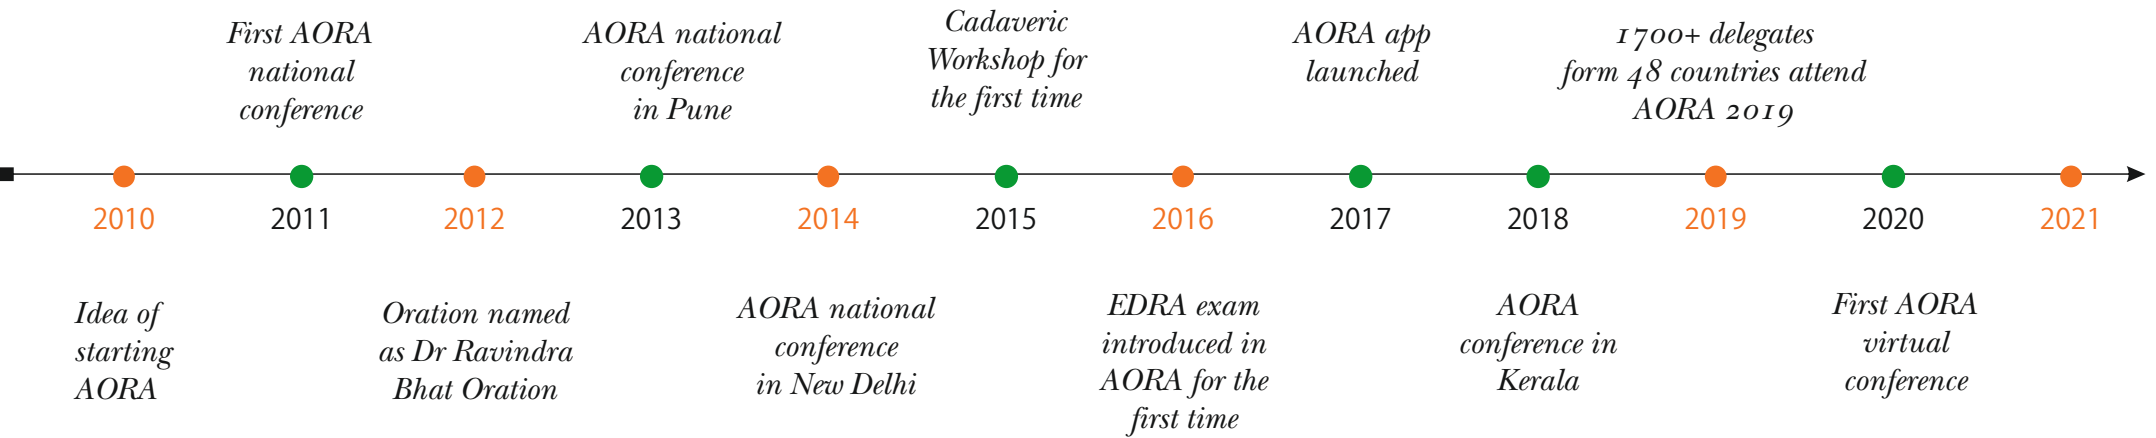 First AORA
national
conference
AORA national
conference
in Pune
Cadaveric
Workshop for
the first time
AORA app
launched
1700+ delegates
form 48 countries attend
AORA 2019
2010
2011
2012
2013
2014
2015
2016
2017
2018
2019
2020
2021
Idea of
starting
AORA
Oration named
as Dr Ravindra
Bhat Oration
AORA national
conference
in New Delhi
EDRA exam
introduced in
AORA for the
first time
AORA
conference in
Kerala
First AORA
virtual
conference